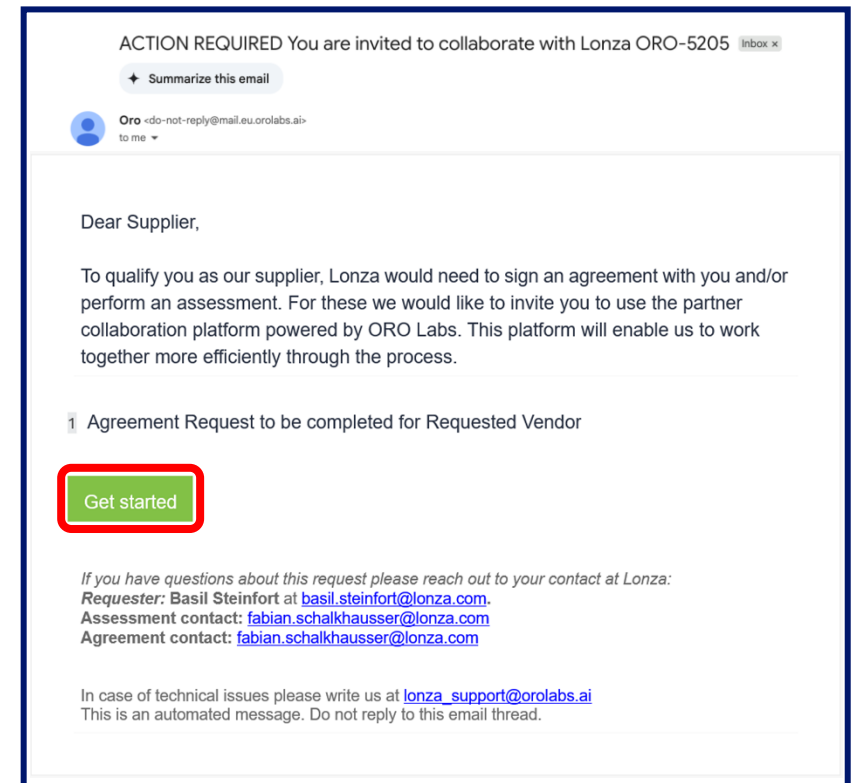 ACTION REQUIRED You are invited to collaborate with Lonza ORO-5205 Inbox x
Summarize this email
Oro <do-not-reply@mail.eu.orolabs.ai>
to me
Dear Supplier,
To qualify you as our supplier, Lonza would need to sign an agreement with you and/or
perform an assessment. For these we would like to invite you to use the partner
collaboration platform powered by ORO Labs. This platform will enable us to work
together more efficiently through the process.
1 Agreement Request to be completed for Requested Vendor
Get started
If you have questions about this request please reach out to your contact at Lonza:
Requester: Basil Steinfort at basil.steinfort@lonza.com.
Assessment contact: fabian.schalkhausser@lonza.com
Agreement contact: fabian.schalkhausser@lonza.com
In case of technical issues please write us at lonza_support@orolabs.ai
This is an automated message. Do not reply to this email thread.